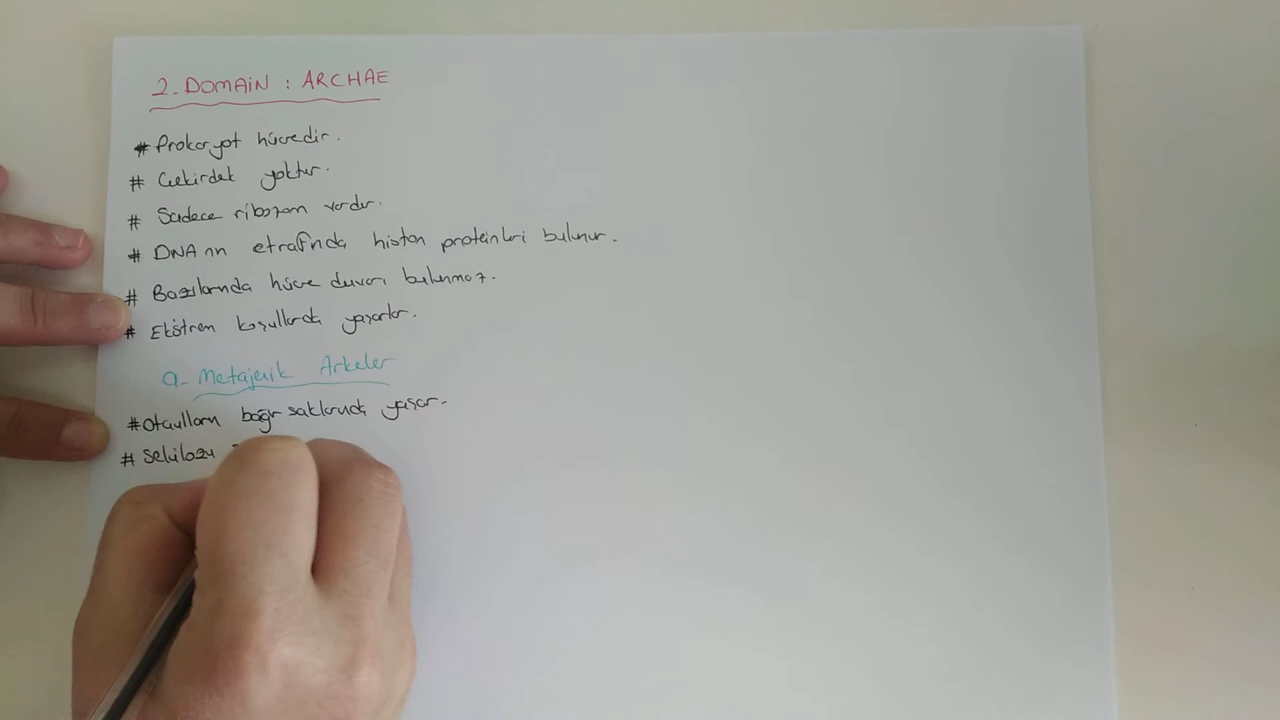 2. DOMAİN : ARCHAE
# Prokaryot hücredir.
# Çekirdek yoktur.
# Sadece ribozom vardır.
# DNA nın etrafında histon proteinleri bulunur.
# Bazılarında hücre duvarı bulunmaz.
# Ekstrem koşullarda yaşarlar.
a- Metajenik Arkeler
# Otçulların bağırsaklarında yaşar.
# Selülozu